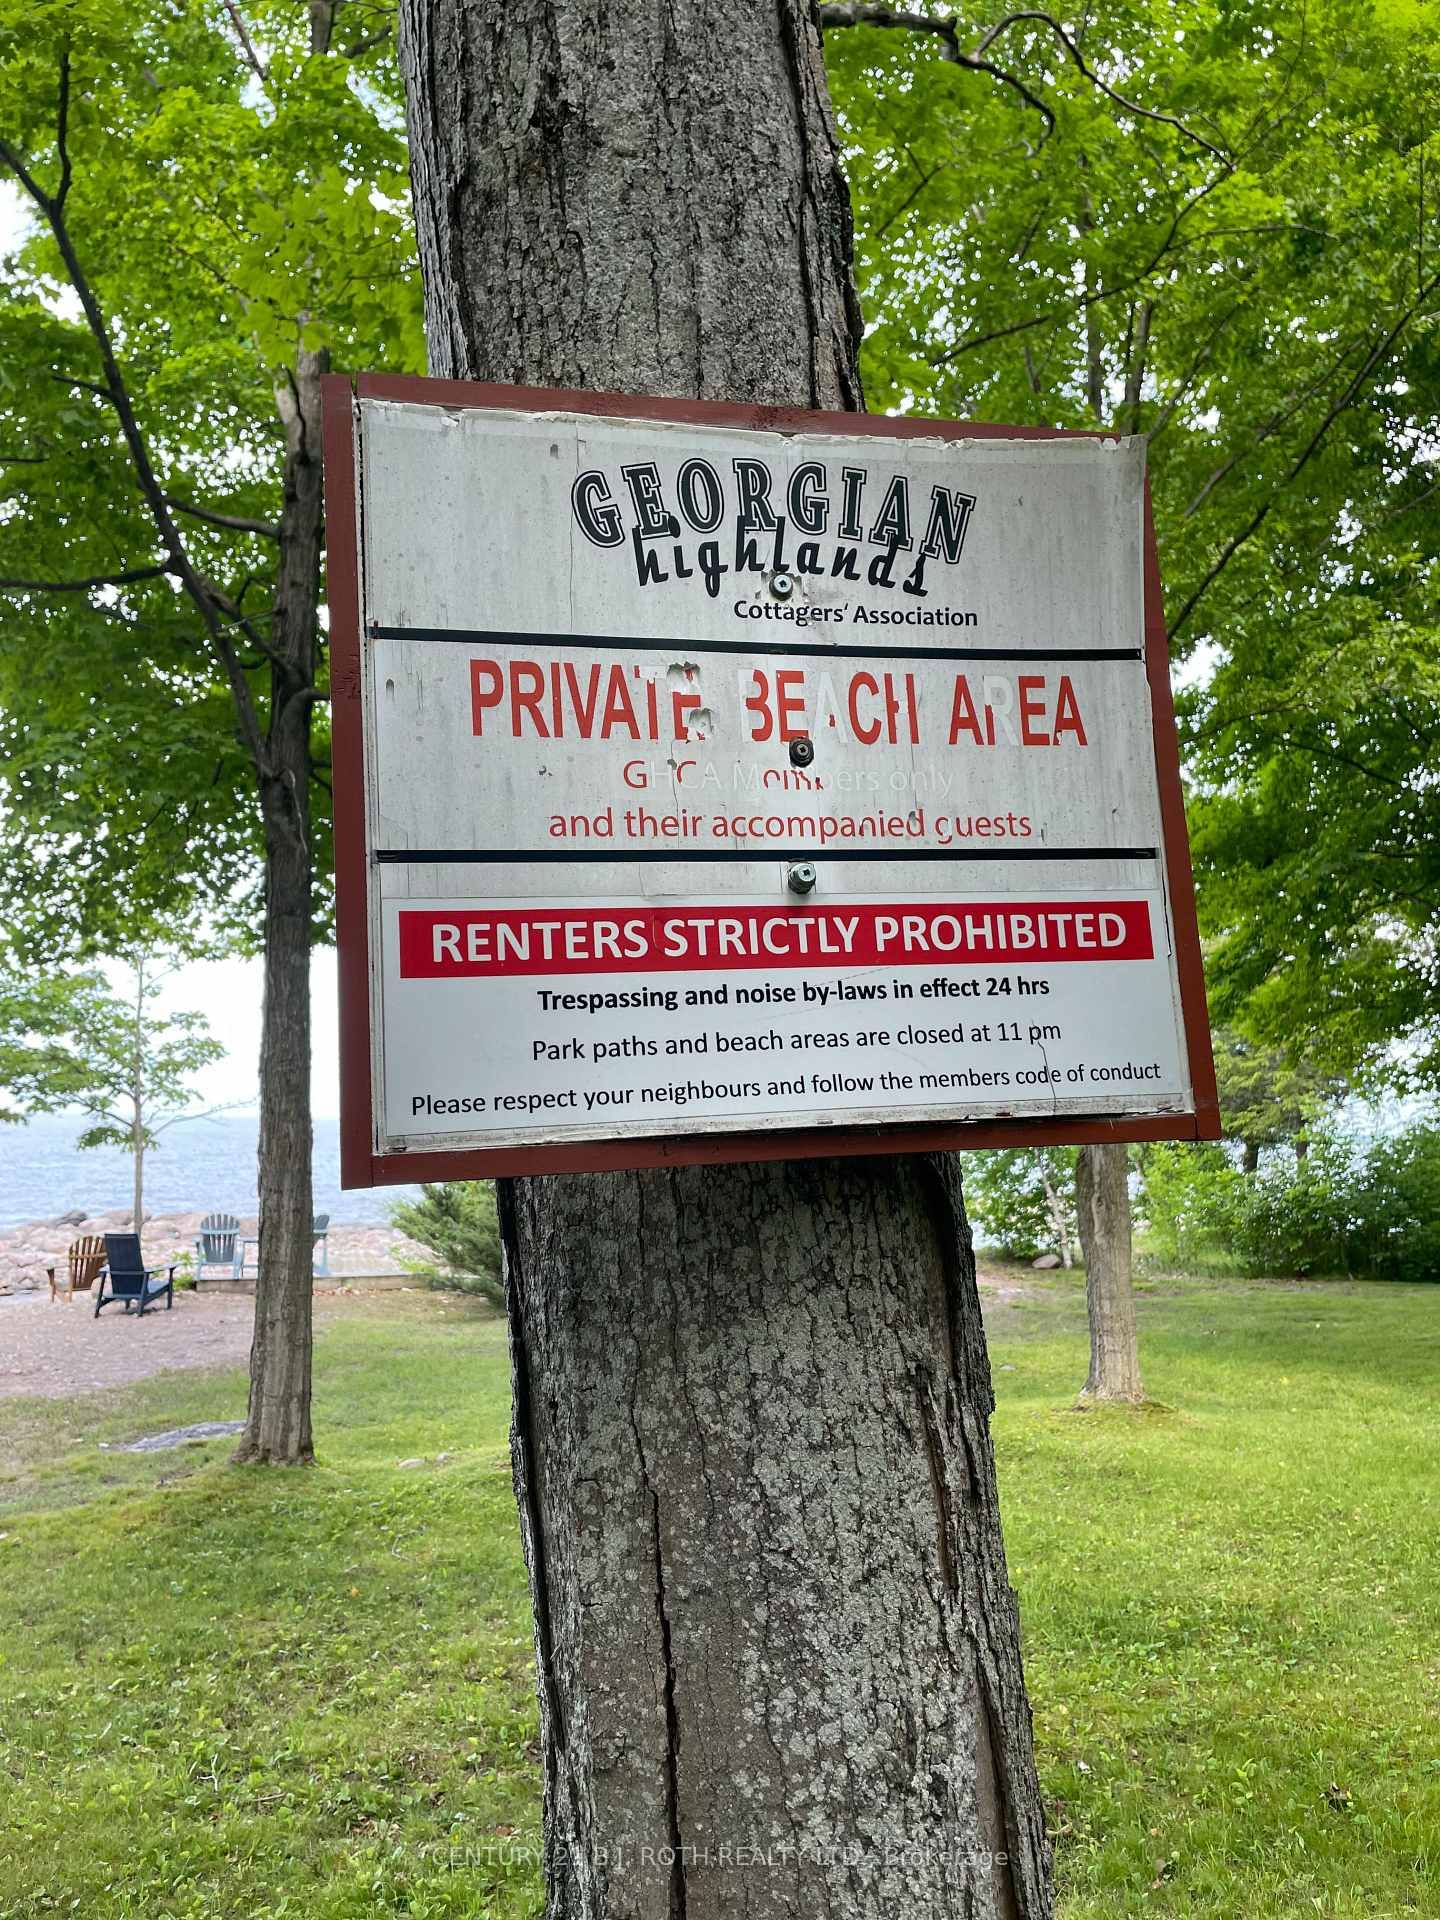 GEORGIAN
highlands
Cottagers' Association
PRIVATE BEACH AREA
GHCA Members only
and their accompanied guests
RENTERS STRICTLY PROHIBITED
Trespassing and noise by-laws in effect 24 hrs
Park paths and beach areas are closed at 11 pm
Please respect your neighbours and follow the members code of conduct
CENTURY 21 B.J. ROTH REALTY LTD., Brokerage